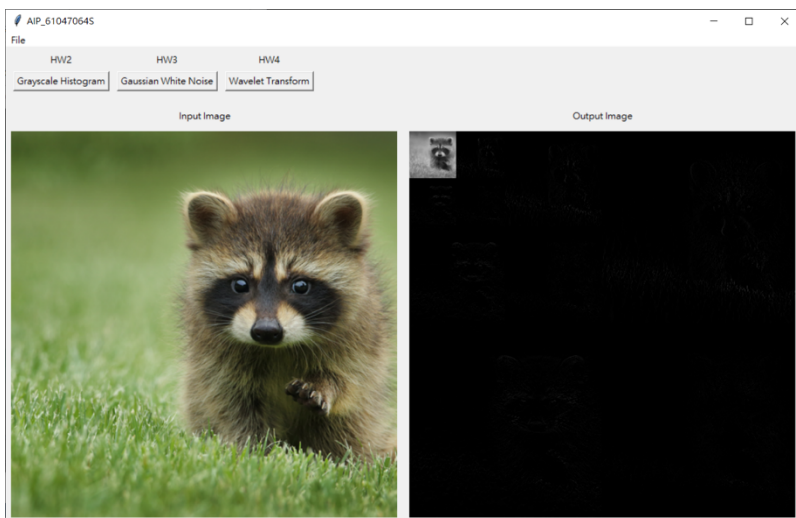 AIP_61047064S
File
HW2 HW3 HW4
Grayscale Histogram Gaussian White Noise Wavelet Transform
Input Image Output Image